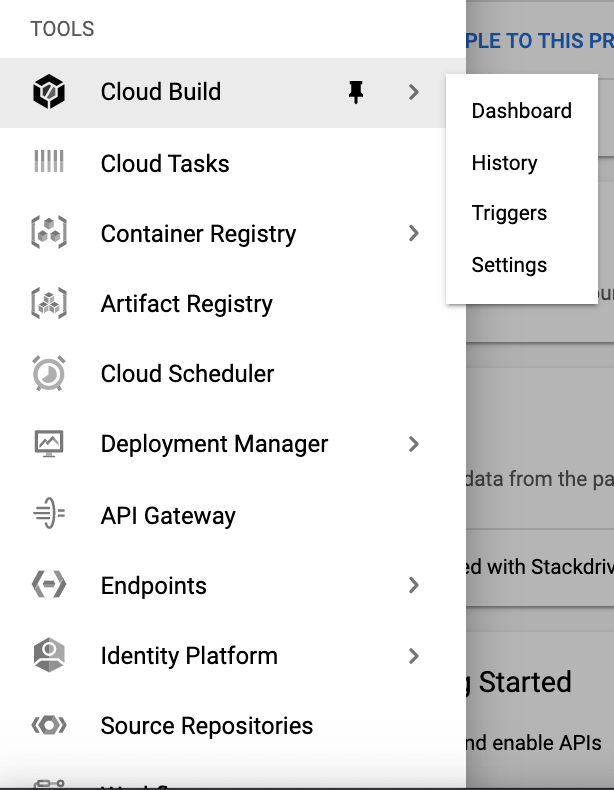 TOOLS
PLE TO THIS PR
Cloud Build
Dashboard
History
Triggers
Settings
Cloud Tasks
Container Registry
Artifact Registry
Cloud Scheduler
Deployment Manager
data from the pa
API Gateway
ed with Stackdriv
Endpoints
Identity Platform
g Started
Source Repositories
nd enable APIs